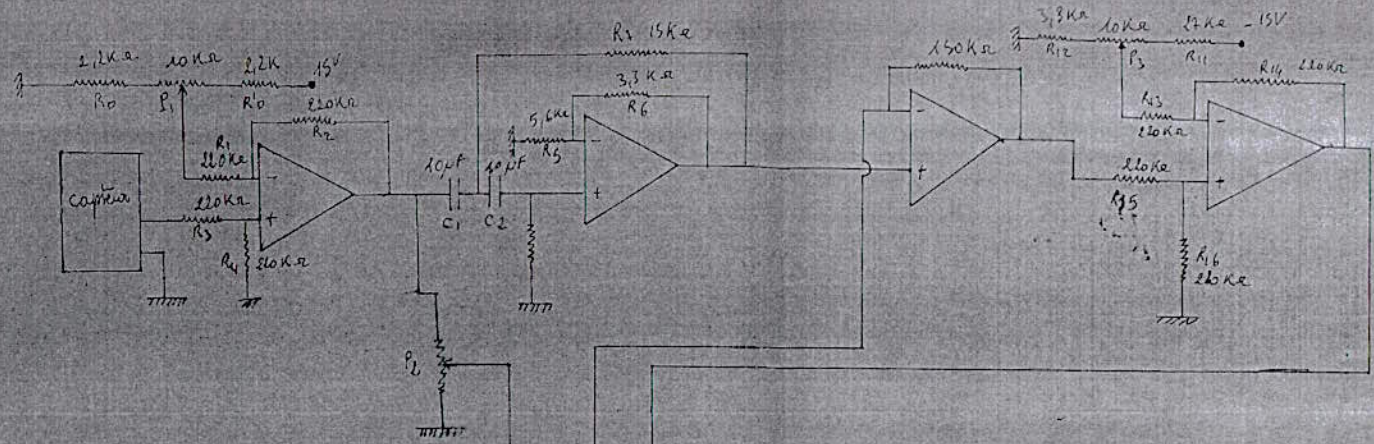 2,2KΩ 10KΩ 2,2K 15V
R0 P1 R'0
220KΩ
R2
R1
220KΩ
-
220KΩ
R3
+
R4 220KΩ
10µF 10µF
C1 C2
R7 15KΩ
3,3KΩ
R6
5,6KΩ
R5
-
+
P2
150KΩ
-
+
3,3KΩ 10KΩ 27KΩ -15V
R12 P3 R11
R14 220KΩ
R13
220KΩ
-
220KΩ
R15
+
R16
220KΩ